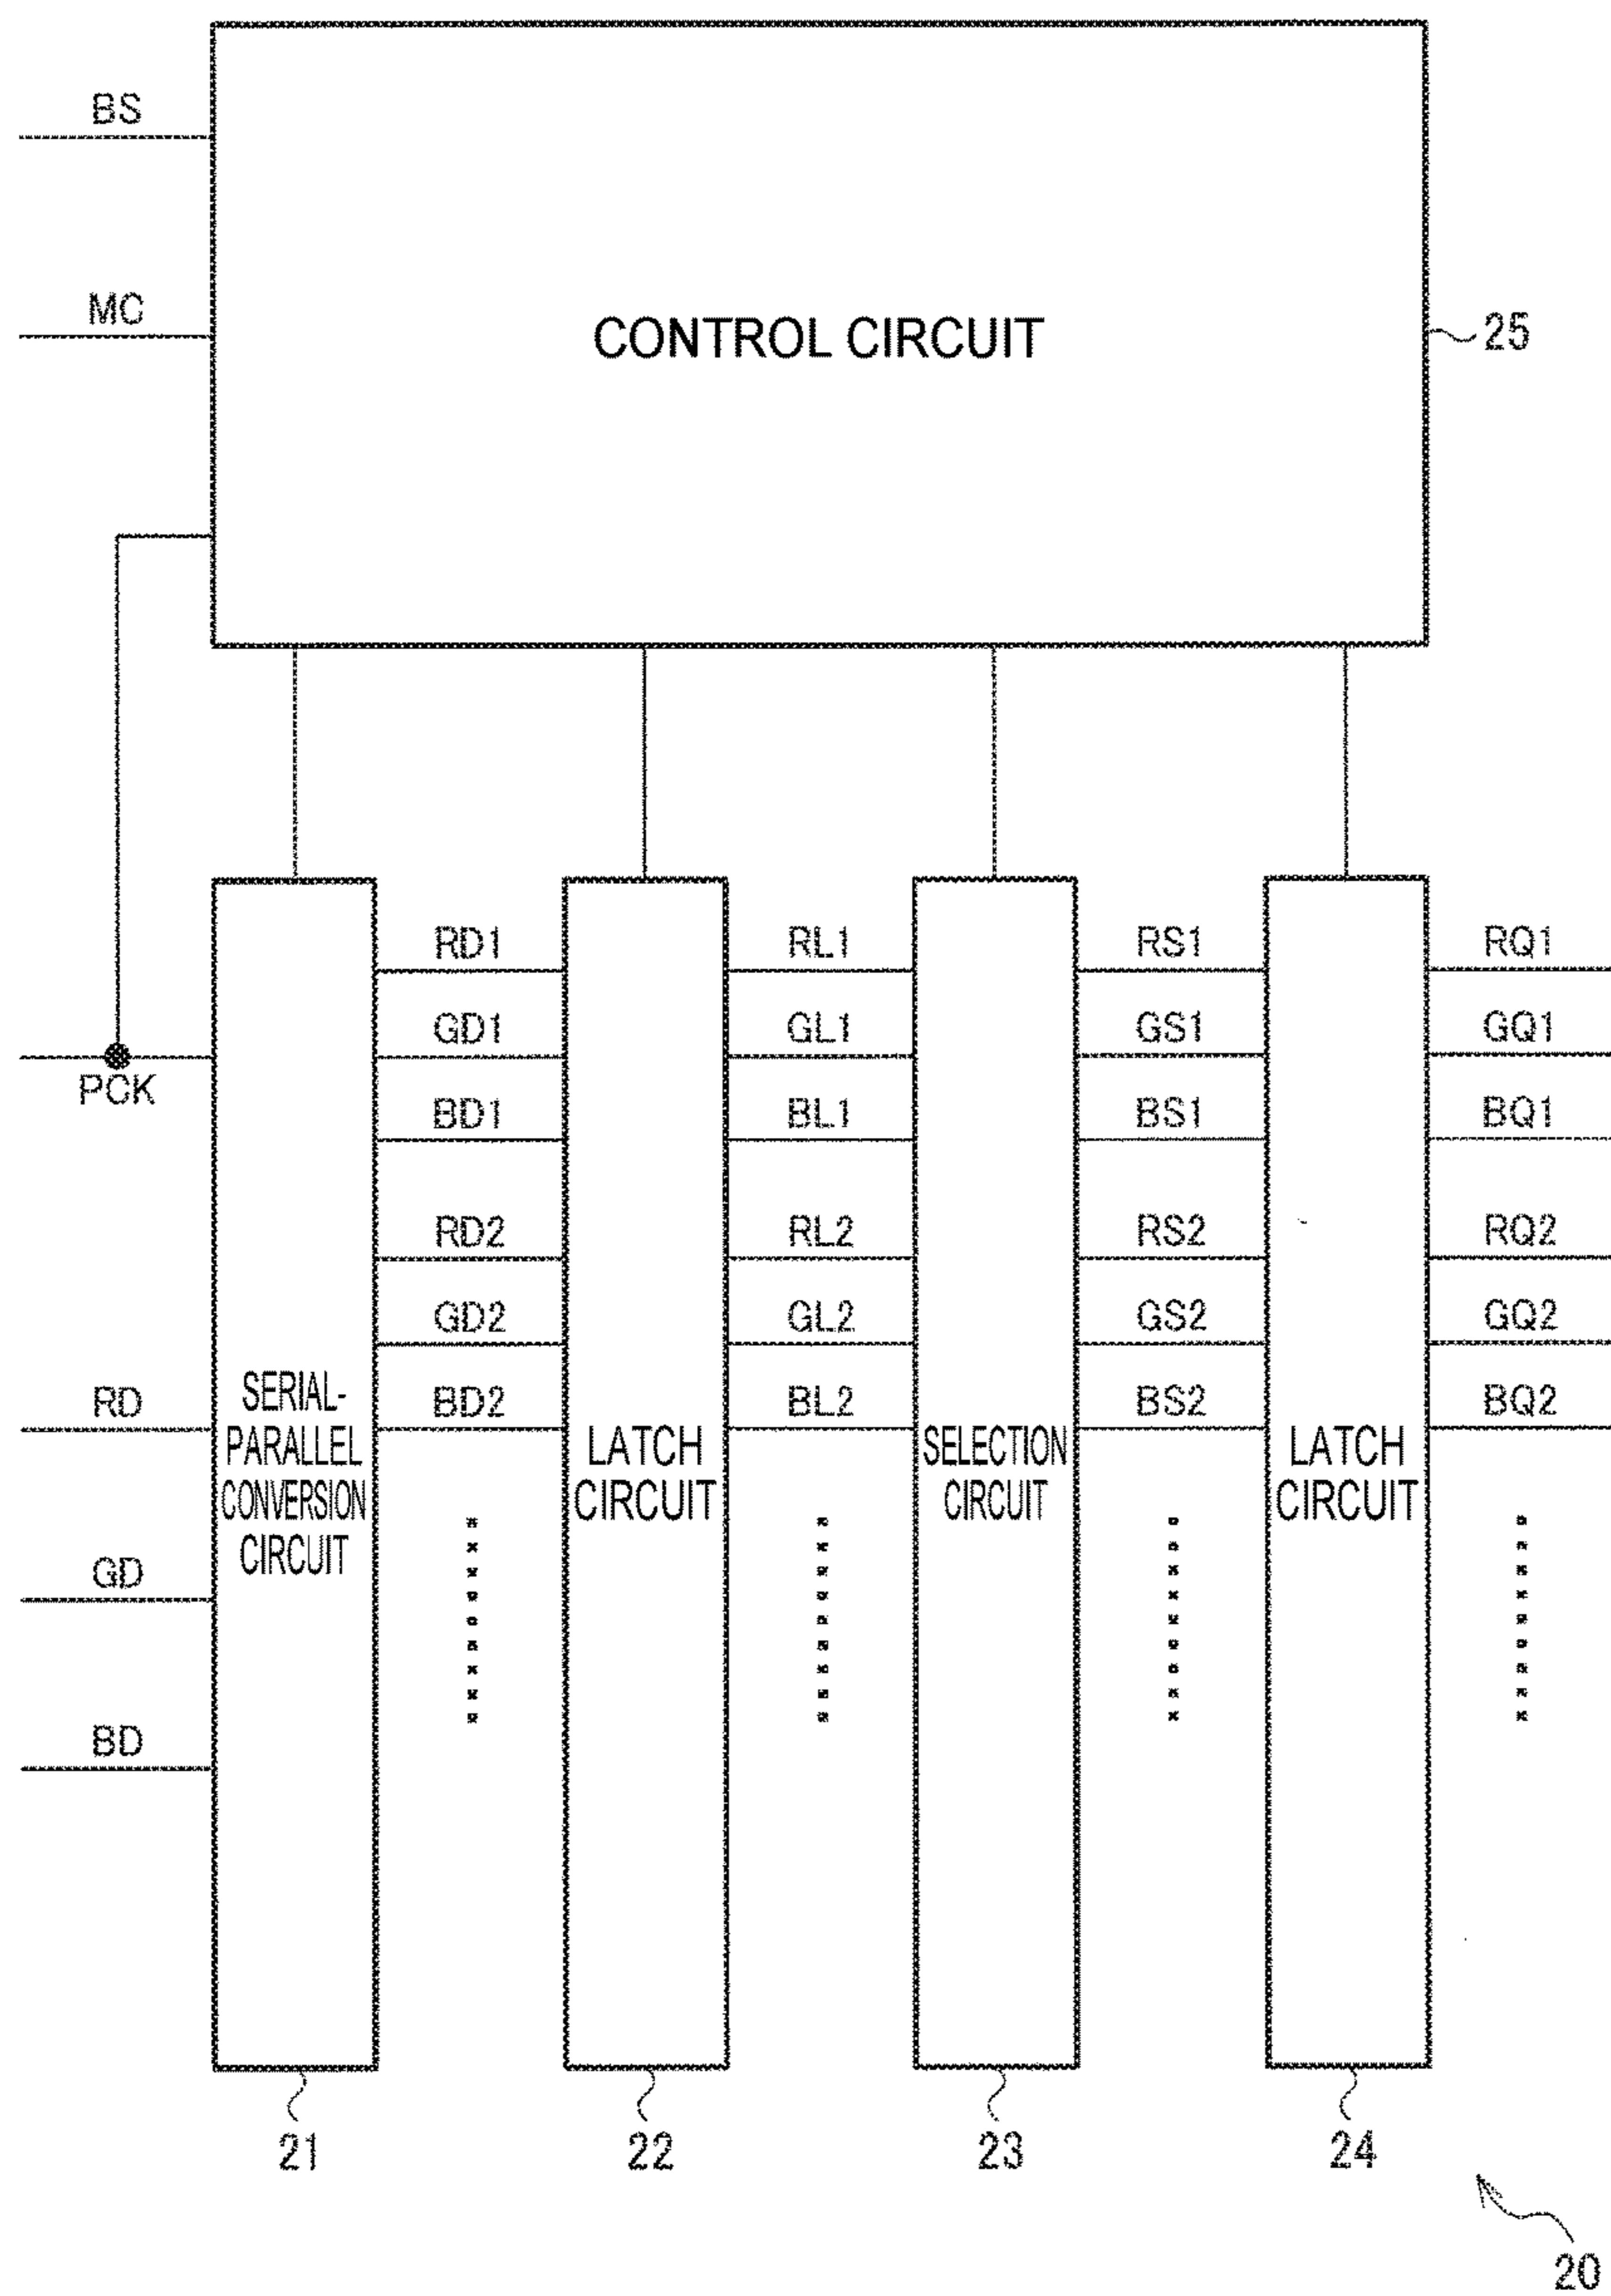 BS
MC
CONTROL CIRCUIT
25
RD1
RL1
RS1
RQ1
GD1
GL1
GS1
GQ1
PCK
BD1
BL1
BS1
BQ1
RD2
RL2
RS2
RQ2
GD2
GL2
GS2
GQ2
RD
BD2
BL2
BS2
BQ2
SERIAL-
PARALLEL
CONVERSION
CIRCUIT
LATCH
CIRCUIT
SELECTION
CIRCUIT
LATCH
CIRCUIT
GD
BD
21
22
23
24
20